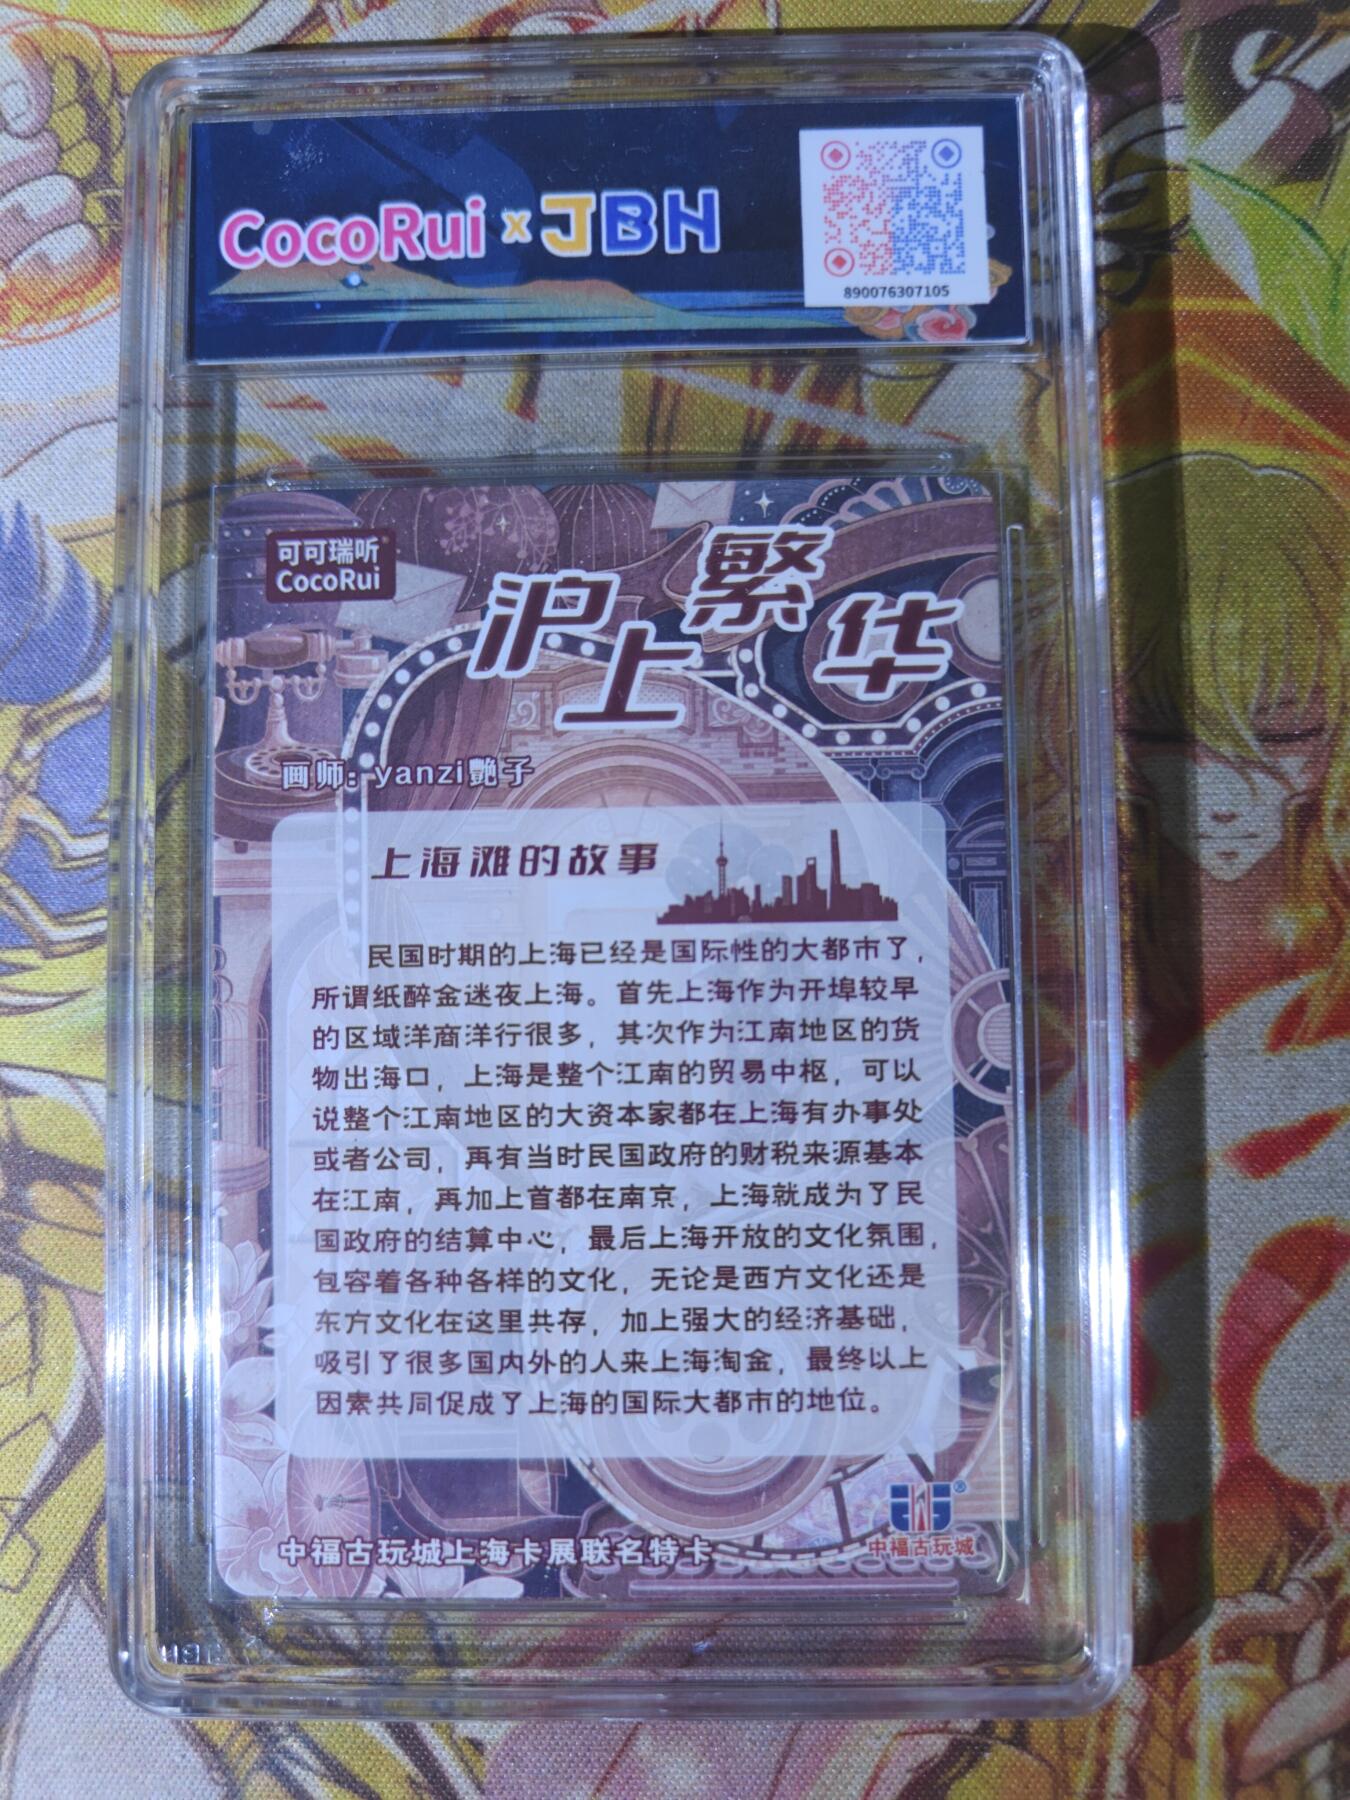 CocoRui x JBH
890076307105
可可瑞听
CocoRui
沪上繁华
画师：yanzi艷子
上海滩的故事
民国时期的上海已经是国际性的大都市了，
所谓纸醉金迷夜上海。首先上海作为开埠较早
的区域洋商洋行很多，其次作为江南地区的货
物出海口，上海是整个江南的贸易中枢，可以
说整个江南地区的大资本家都在上海有办事处
或者公司，再有当时民国政府的财税来源基本
在江南，再加上首都在南京，上海就成为了民
国政府的结算中心，最后上海开放的文化氛围，
包容着各种各样的文化，无论是西方文化还是
东方文化在这里共存，加上强大的经济基础，
吸引了很多国内外的人来上海淘金，最终以上
因素共同促成了上海的国际大都市的地位。
中福古玩城上海卡展联名特卡
中福古玩城